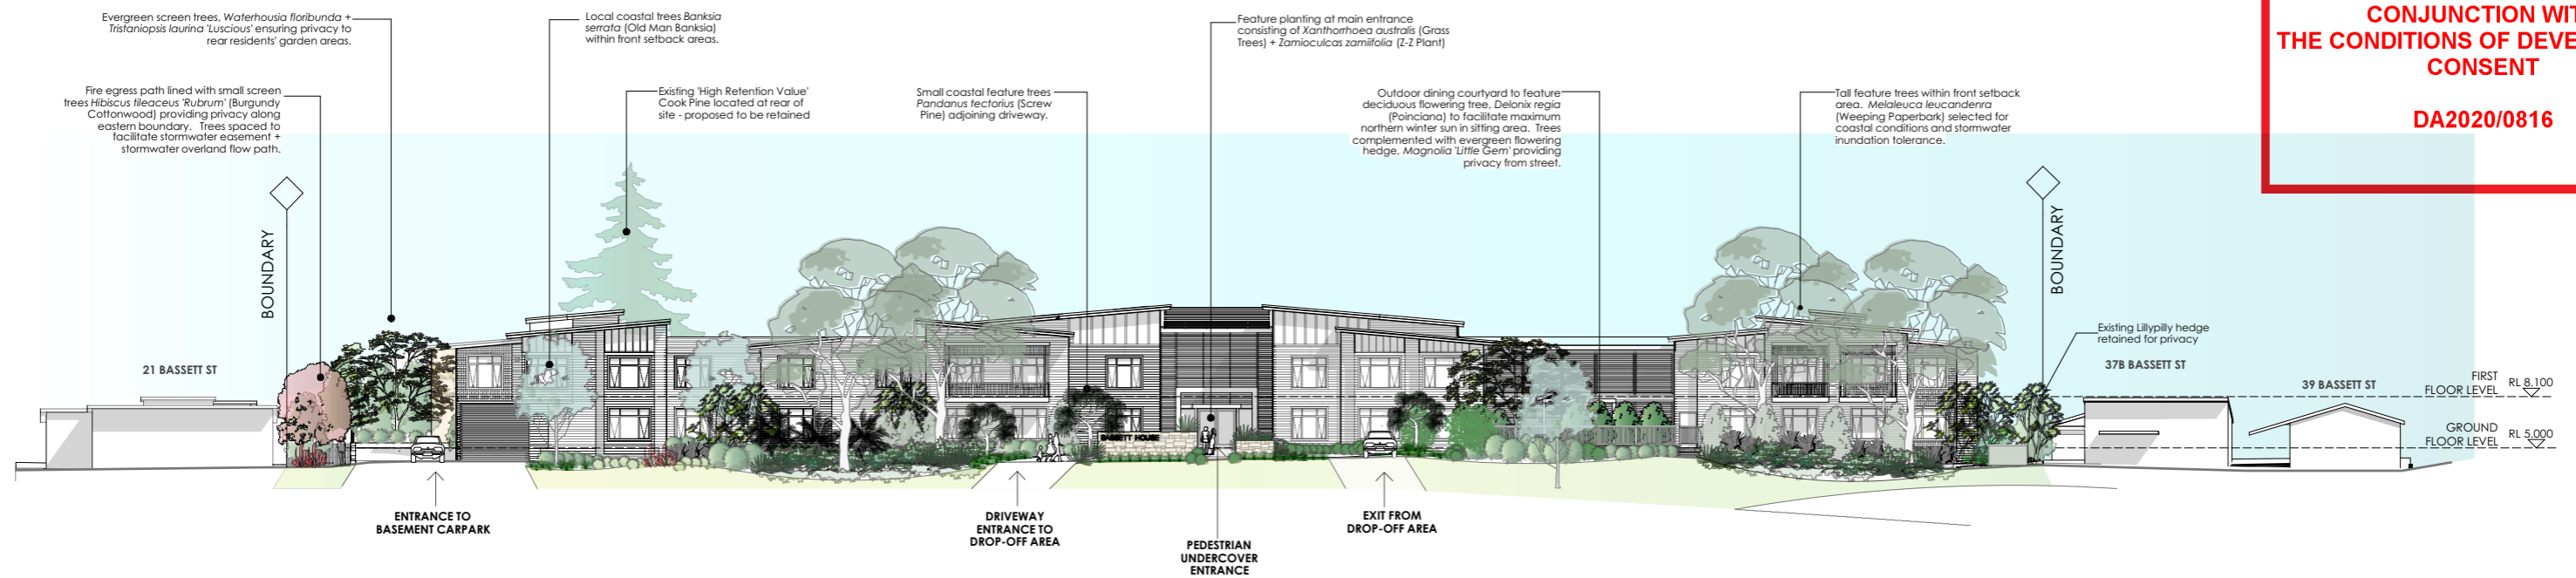 Evergreen screen trees, Waterhousia floribunda +
Tristaniopsis laurina 'Luscious' ensuring privacy to
rear residents' garden areas.
Local coastal trees Banksia
serrata (Old Man Banksia)
within front setback areas.
Feature planting at main entrance
consisting of Xanthorrhoea australis (Grass
Trees) + Zamioculcas zamiifolia (Z-Z Plant)
CONJUNCTION WIT
THE CONDITIONS OF DEVE
CONSENT
DA2020/0816
Fire egress path lined with small screen
trees Hibiscus tileaceus 'Rubrum' (Burgundy
Cottonwood) providing privacy along
eastern boundary. Trees spaced to
facilitate stormwater easement +
stormwater overland flow path.
Existing 'High Retention Value'
Cook Pine located at rear of
site - proposed to be retained
Small coastal feature trees
Pandanus tectorius (Screw
Pine) adjoining driveway.
Outdoor dining courtyard to feature
deciduous flowering tree, Delonix regia
(Poinciana) to facilitate maximum
northern winter sun in sitting area. Trees
complemented with evergreen flowering
hedge, Magnolia 'Little Gem' providing
privacy from street.
Tall feature trees within front setback
area. Melaleuca leucandenra
(Weeping Paperbark) selected for
coastal conditions and stormwater
inundation tolerance.
BOUNDARY
BOUNDARY
Existing Lillypilly hedge
retained for privacy
21 BASSETT ST
37B BASSETT ST
39 BASSETT ST
FIRST
FLOOR LEVEL
RL 8.100
GROUND
FLOOR LEVEL
RL 5.000
BASSETT HOUSE
ENTRANCE TO
BASEMENT CARPARK
DRIVEWAY
ENTRANCE TO
DROP-OFF AREA
PEDESTRIAN
UNDERCOVER
ENTRANCE
EXIT FROM
DROP-OFF AREA